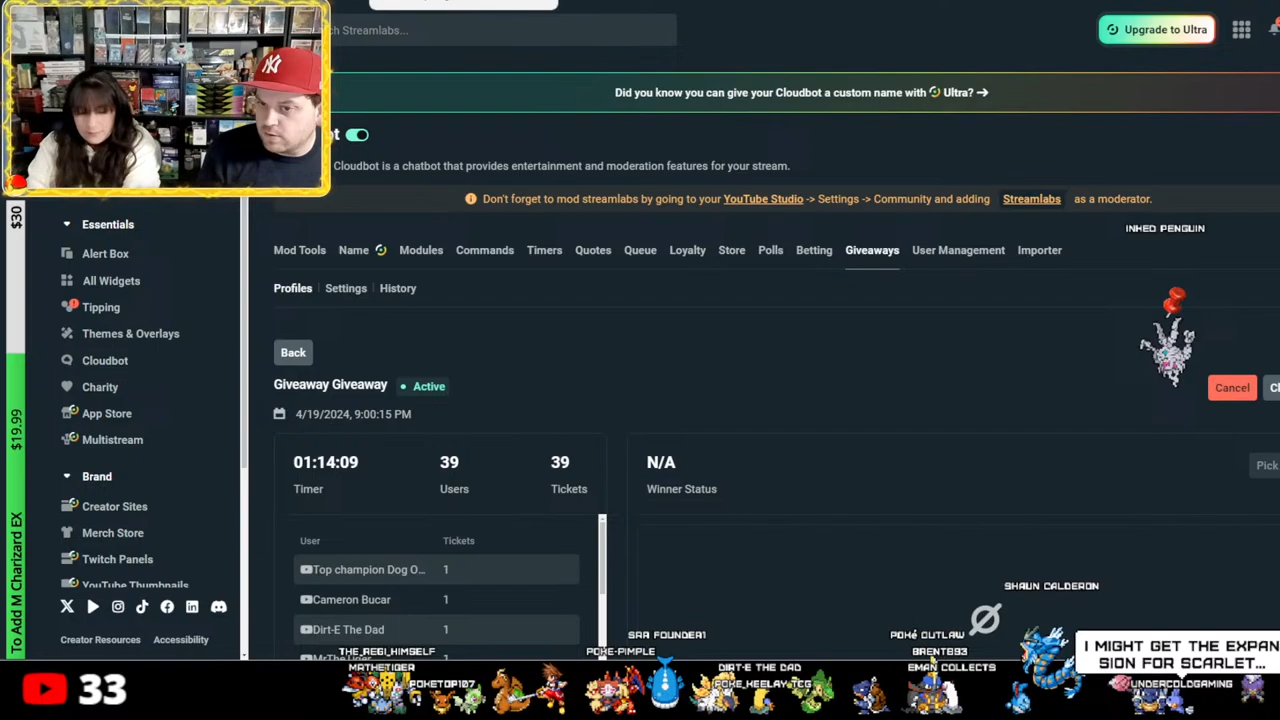 ch Streamlabs...
Upgrade to Ultra
Did you know you can give your Cloudbot a custom name with Ultra? →
t
Cloudbot is a chatbot that provides entertainment and moderation features for your stream.
Don't forget to mod streamlabs by going to your YouTube Studio -> Settings -> Community and adding Streamlabs as a moderator.
INKED PENGUIN
$30
$19.99
To Add M Charizard EX
Essentials
Alert Box
All Widgets
Tipping
Themes & Overlays
Cloudbot
Charity
App Store
Multistream
Brand
Creator Sites
Merch Store
Twitch Panels
YouTube Thumbnails
Creator Resources Accessibility
Mod Tools Name Modules Commands Timers Quotes Queue Loyalty Store Polls Betting Giveaways User Management Importer
Profiles Settings History
Back
Giveaway Giveaway • Active
Cancel
4/19/2024, 9:00:15 PM
01:14:09 39 39
Timer Users Tickets
N/A
Winner Status
Pick
User Tickets
Top champion Dog O... 1
Cameron Bucar 1
Dirt-E The Dad 1
SHAUN CALDERON
SRA FOUNDER1
POKÉ OUTLAW
THE_REGI_HIMSELF
POKE-PIMPLE
BRENT893
MATHETIGER
DIRT-E THE DAD
EMAN COLLECTS
POKETOP107
POKE_KEELAY_TCG
I MIGHT GET THE EXPAN
SION FOR SCARLET...
UNDERCOLDGAMING
33